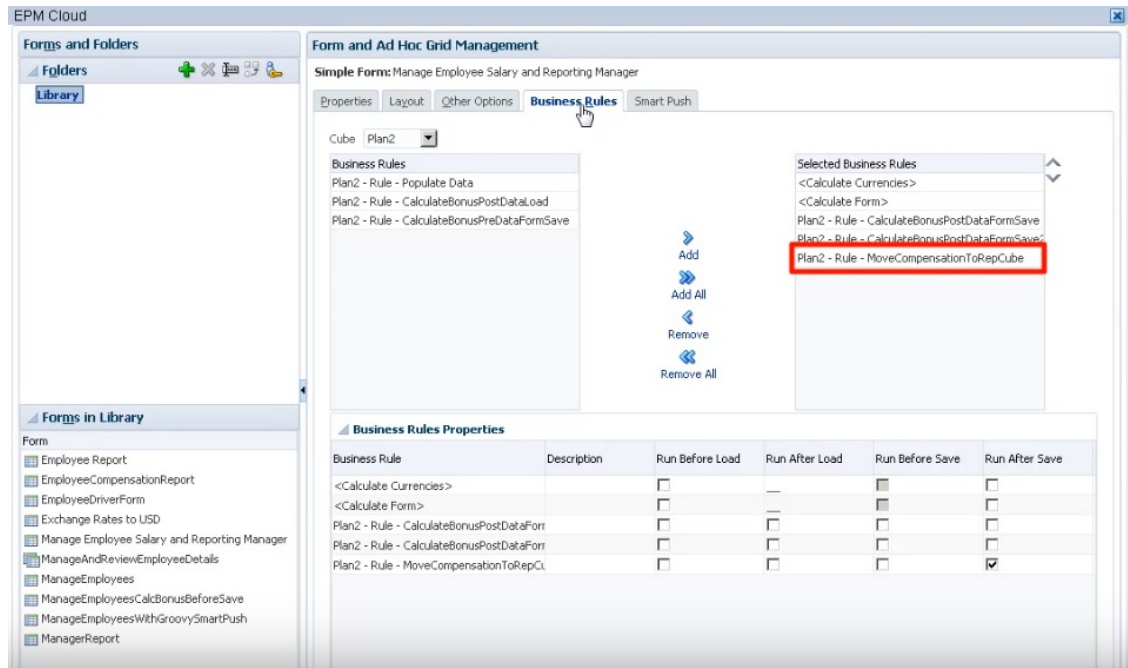 EPM Cloud
Forms and Folders
Folders
Library
Form and Ad Hoc Grid Management
Simple Form: Manage Employee Salary and Reporting Manager
Properties Layout Other Options Business Rules Smart Push
Cube Plan2
Business Rules
Plan2 - Rule - Populate Data
Plan2 - Rule - CalculateBonusPostDataLoad
Plan2 - Rule - CalculateBonusPreDataFormSave
Add
Add All
Remove
Remove All
Selected Business Rules
<Calculate Currencies>
<Calculate Form>
Plan2 - Rule - CalculateBonusPostDataFormSave
Plan2 - Rule - CalculateBonusPostDataFormSave2
Plan2 - Rule - MoveCompensationToRepCube
Forms in Library
Form
Employee Report
EmployeeCompensationReport
EmployeeDriverForm
Exchange Rates to USD
Manage Employee Salary and Reporting Manager
ManageAndReviewEmployeeDetails
ManageEmployees
ManageEmployeesCalcBonusBeforeSave
ManageEmployeesWithGroovySmartPush
ManagerReport
Business Rules Properties
Business Rule Description Run Before Load Run After Load Run Before Save Run After Save
<Calculate Currencies>
<Calculate Form>
Plan2 - Rule - CalculateBonusPostDataForr
Plan2 - Rule - CalculateBonusPostDataForr
Plan2 - Rule - MoveCompensationToRepCu